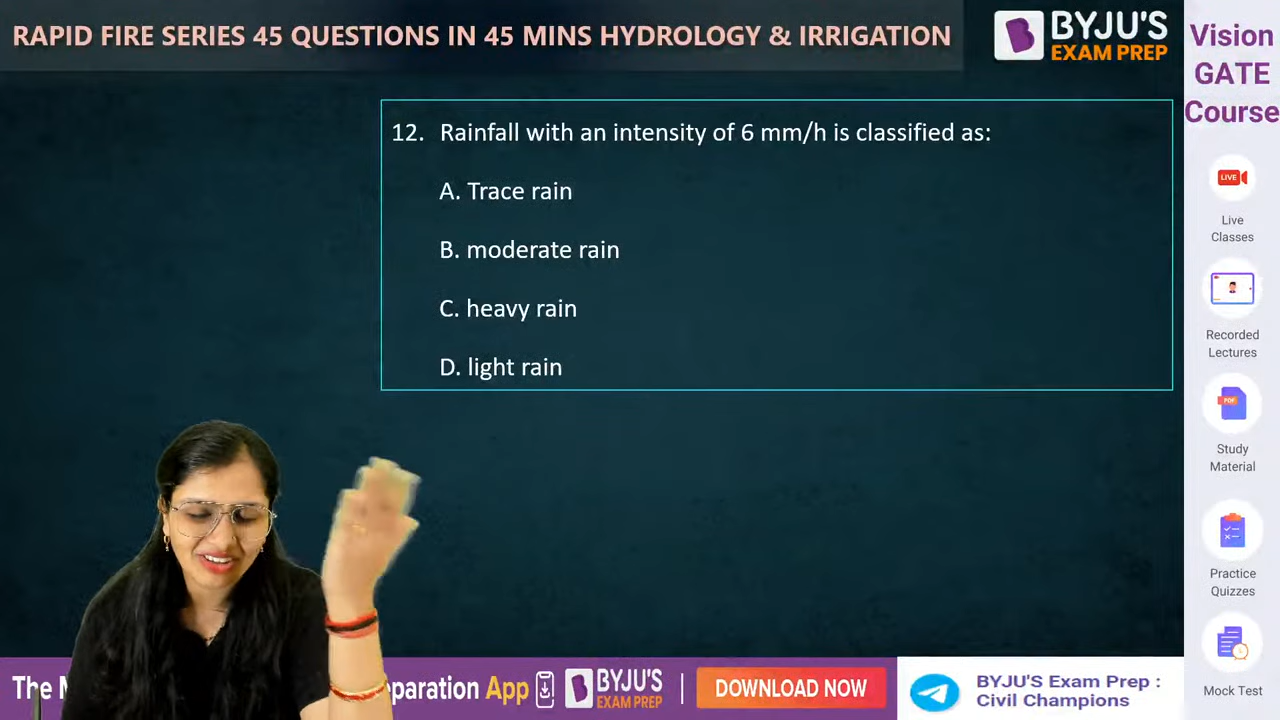 RAPID FIRE SERIES 45 QUESTIONS IN 45 MINS HYDROLOGY & IRRIGATION
BYJU'S
EXAM PREP
Vision
GATE
Course
12. Rainfall with an intensity of 6 mm/h is classified as:
A. Trace rain
B. moderate rain
C. heavy rain
D. light rain
LIVE
Live
Classes
Recorded
Lectures
PDF
Study
Material
Practice
Quizzes
Mock Test
The
App
BYJU'S
EXAM PREP
DOWNLOAD NOW
BYJU'S Exam Prep :
Civil Champions